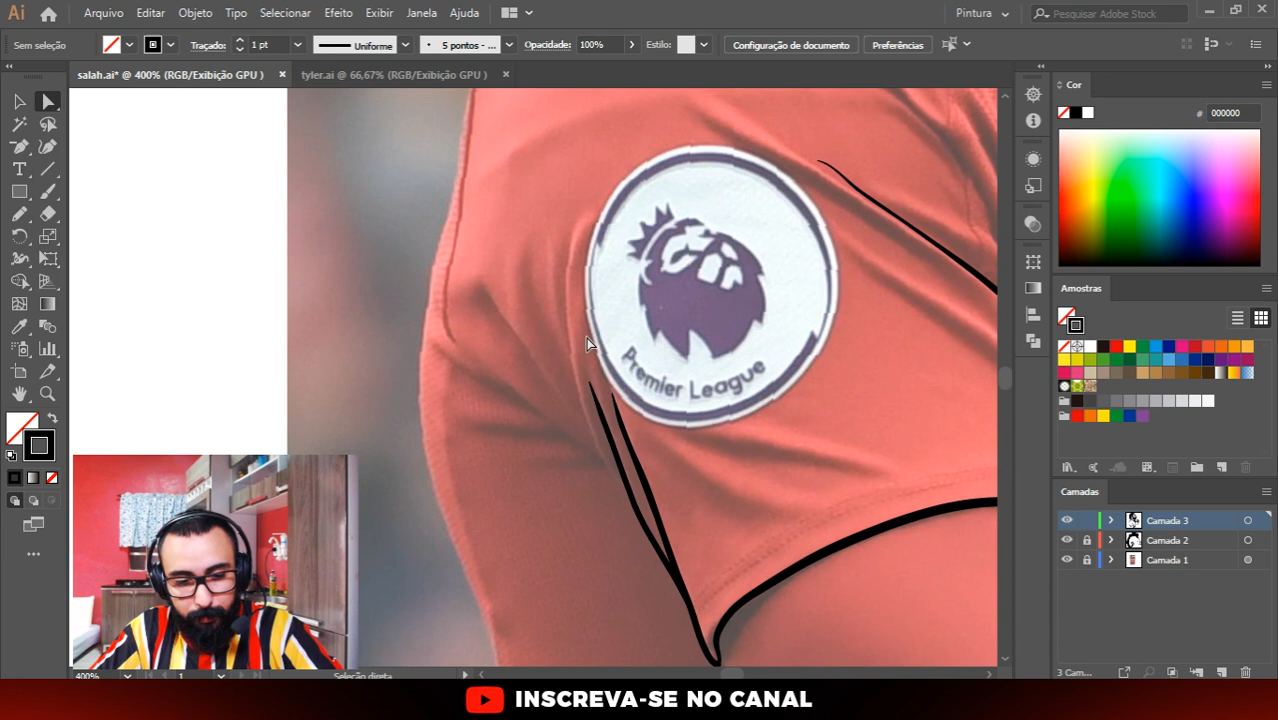 Ai
Arquivo Editar Objeto Tipo Selecionar Efeito Exibir Janela Ajuda
Pintura
Pesquisar Adobe Stock
Sem seleção
Traçado: 1 pt
Uniforme
5 pontos - ...
Opacidade: 100%
Estilo:
Configuração de documento
Preferências
salah.ai* @ 400% (RGB/Exibição GPU )
tyler.ai @ 66,67% (RGB/Exibição GPU )
Cor
# 000000
Amostras
Premier League
Camadas
Camada 3
Camada 2
Camada 1
400%
1
Seleção direta
3 Cam...
INSCREVA-SE NO CANAL